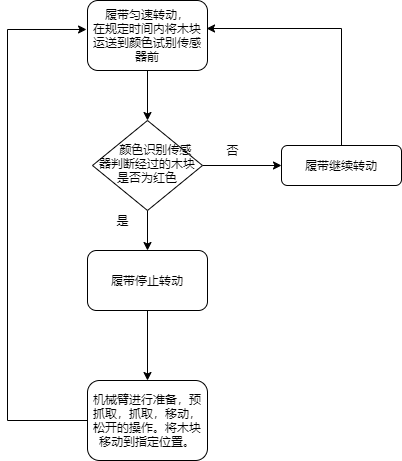 履带匀速转动，
在规定时间内将木块
运送到颜色试别传感
器前
颜色识别传感
器判断经过的木块
是否为红色
否
履带继续转动
是
履带停止转动
机械臂进行准备，预
抓取，抓取，移动，
松开的操作。将木块
移动到指定位置。